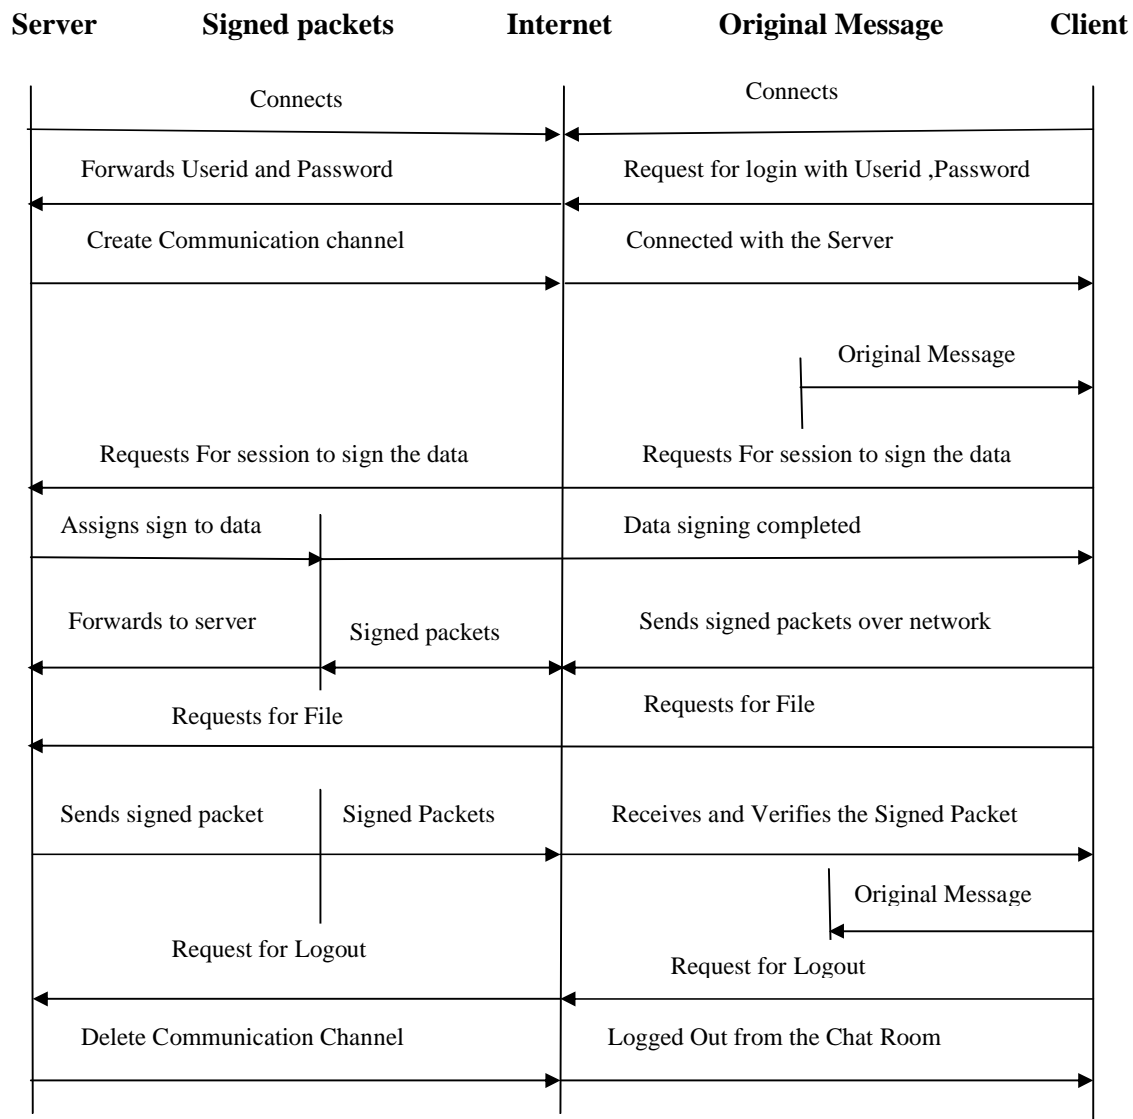 Server Signed packets Internet Original Message Client
Connects Connects
Forwards Userid and Password Request for login with Userid ,Password
Create Communication channel Connected with the Server
Original Message
Requests For session to sign the data Requests For session to sign the data
Assigns sign to data Data signing completed
Forwards to server Signed packets Sends signed packets over network
Requests for File Requests for File
Sends signed packet Signed Packets Receives and Verifies the Signed Packet
Original Message
Request for Logout Request for Logout
Delete Communication Channel Logged Out from the Chat Room